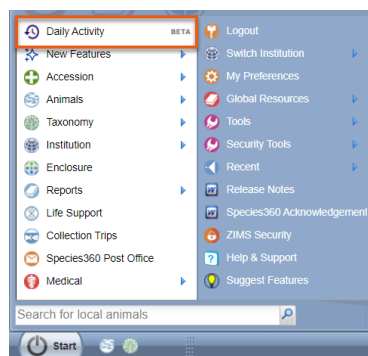 Daily Activity BETA
New Features
Accession
Animals
Taxonomy
Institution
Enclosure
Reports
Life Support
Collection Trips
Species360 Post Office
Medical
Logout
Switch Institution
My Preferences
Global Resources
Tools
Security Tools
Recent
Release Notes
Species360 Acknowledgement
ZIMS Security
Help & Support
Suggest Features
Search for local animals
Start